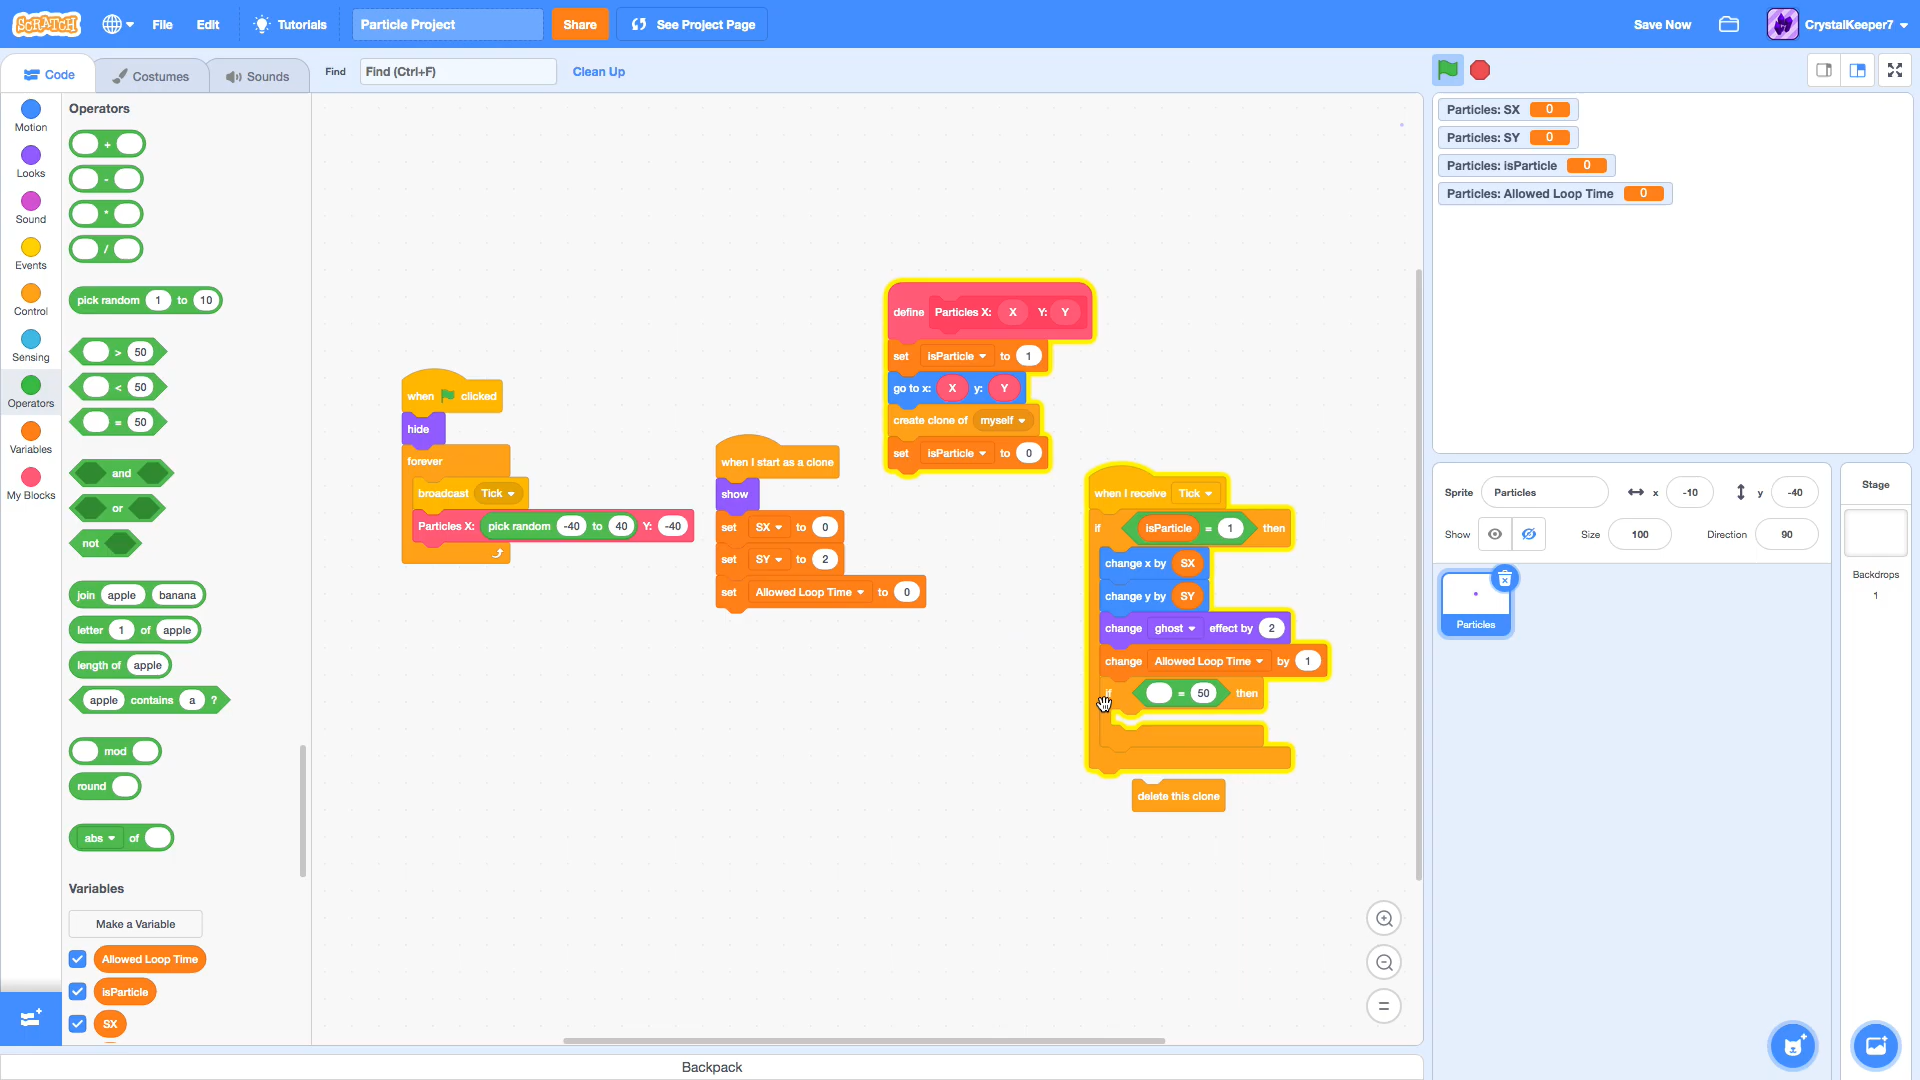 SCRATCH File Edit Tutorials Particle Project Share See Project Page Save Now CrystalKeeper7
Code Costumes Sounds Find Find (Ctrl+F) Clean Up
Motion
Looks
Sound
Events
Control
Sensing
Operators
Variables
My Blocks
Operators
+
-
*
/
pick random 1 to 10
> 50
< 50
= 50
and
or
not
join apple banana
letter 1 of apple
length of apple
apple contains a ?
mod
round
abs of
Variables
Make a Variable
Allowed Loop Time
isParticle
SX
when clicked
hide
forever
broadcast Tick
Particles X: pick random -40 to 40 Y: -40
when I start as a clone
show
set SX to 0
set SY to 2
set Allowed Loop Time to 0
define Particles X: X Y: Y
set isParticle to 1
go to x: X y: Y
create clone of myself
set isParticle to 0
when I receive Tick
if isParticle = 1 then
change x by SX
change y by SY
change ghost effect by 2
change Allowed Loop Time by 1
if = 50 then
delete this clone
Particles: SX 0
Particles: SY 0
Particles: isParticle 0
Particles: Allowed Loop Time 0
Sprite Particles x -10 y -40
Show Size 100 Direction 90
Particles
Stage
Backdrops
1
Backpack